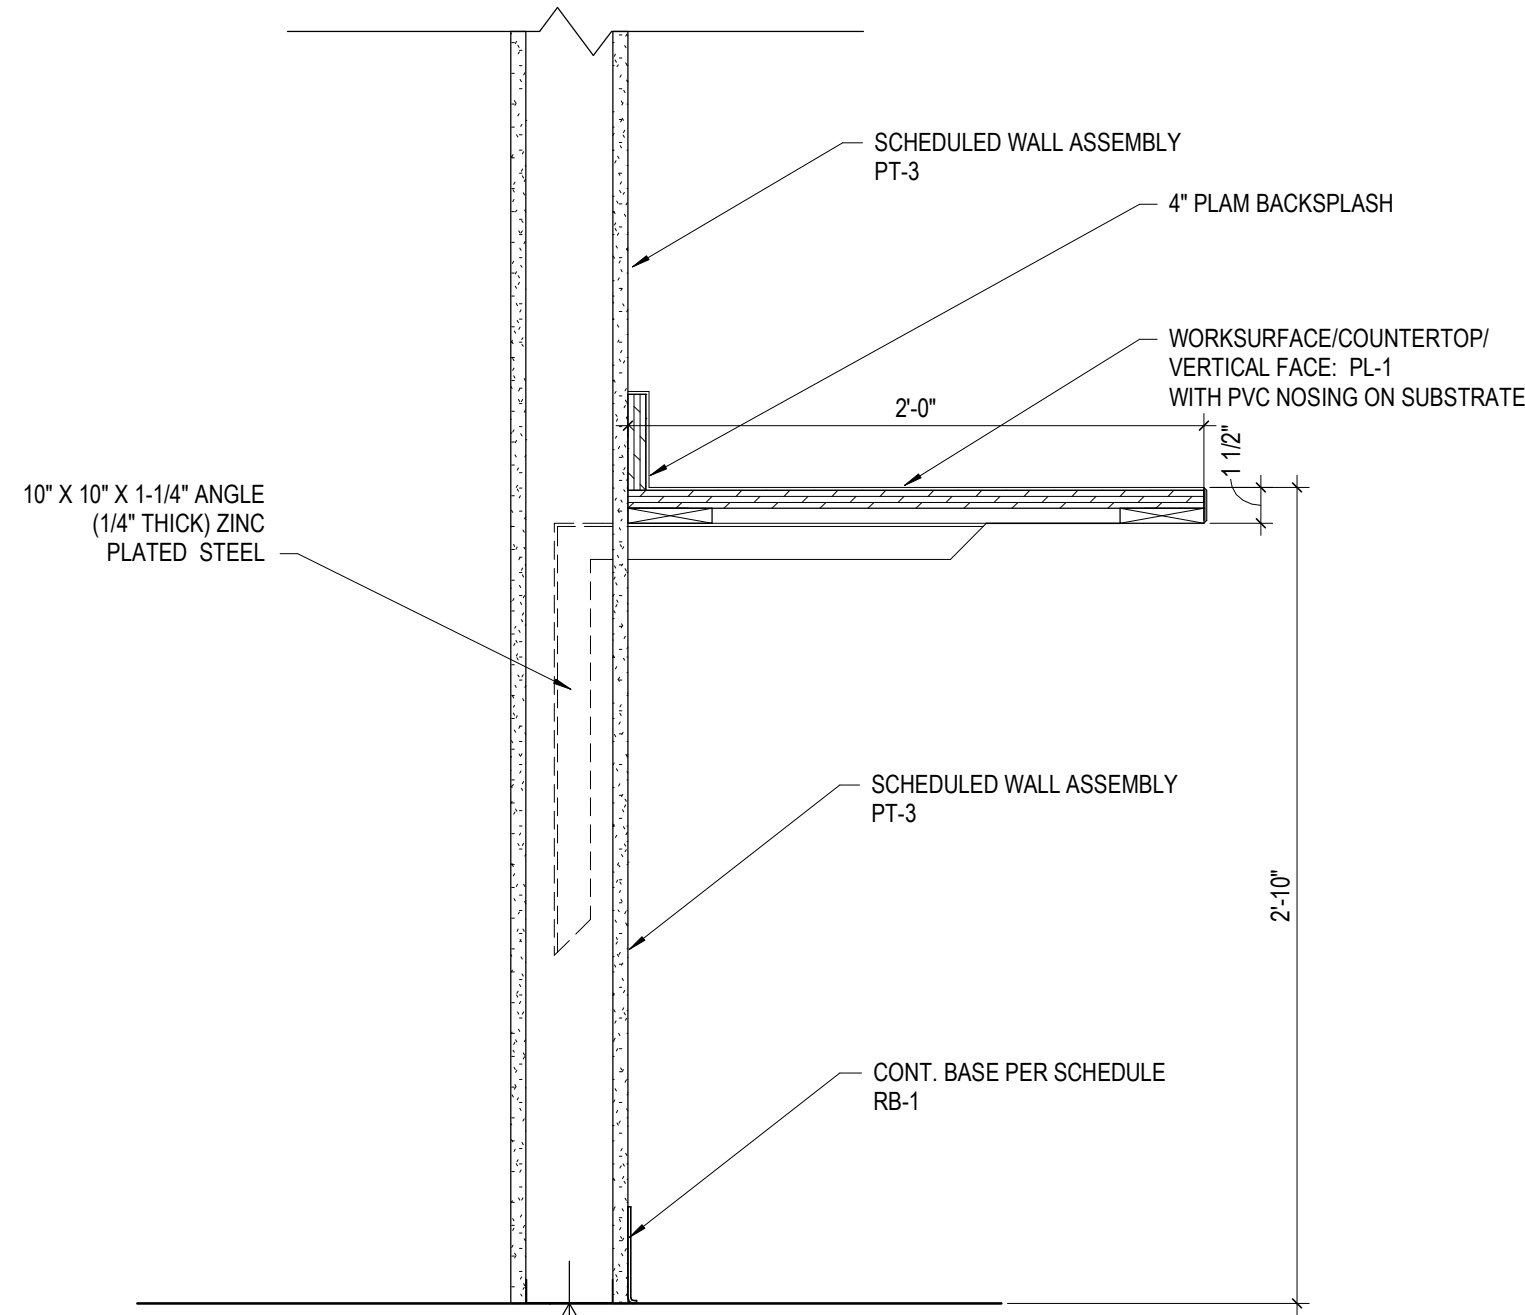 SCHEDULED WALL ASSEMBLY
PT-3
4" PLAM BACKSPLASH
WORKSURFACE/COUNTERTOP/
VERTICAL FACE: PL-1
WITH PVC NOSING ON SUBSTRATE
2'-0"
1 1/2"
10" X 10" X 1-1/4" ANGLE
(1/4" THICK) ZINC
PLATED STEEL
SCHEDULED WALL ASSEMBLY
PT-3
2'-10"
CONT. BASE PER SCHEDULE
RB-1